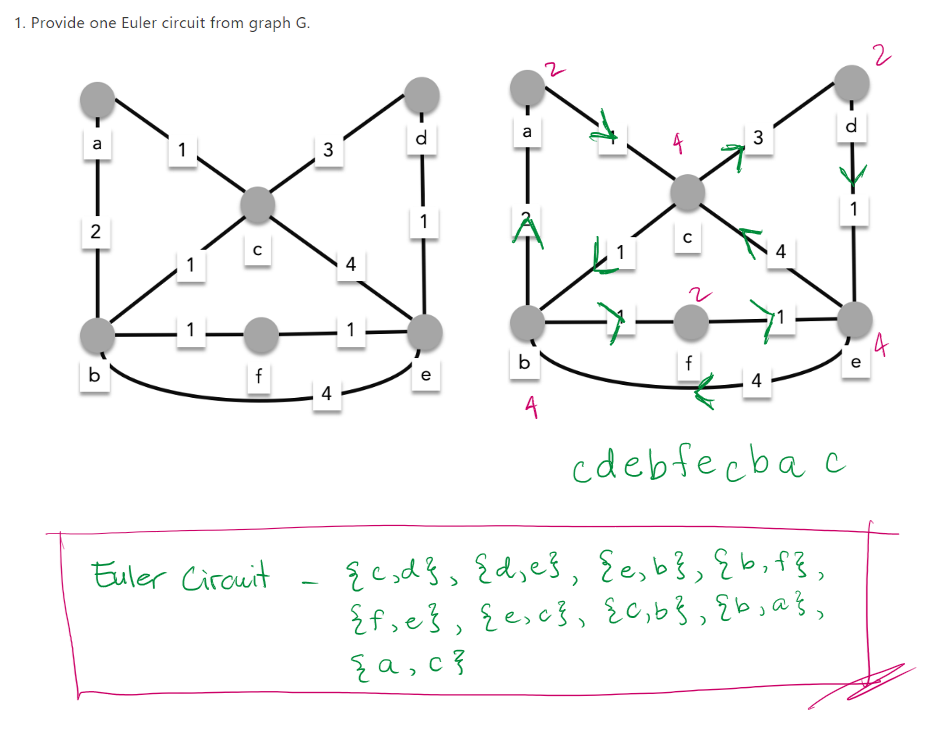 1. Provide one Euler circuit from graph G.
a
1
3
d
2
c
1
1
4
1
1
b
f
e
4
2
2
a
4
3
d
1
c
1
4
2
1
b
f
e
4
4
4
cdebfecba c
Euler Circuit - {c,d}, {d,e}, {e,b}, {b,f},
{f,e}, {e,c}, {c,b}, {b,a},
{a,c}